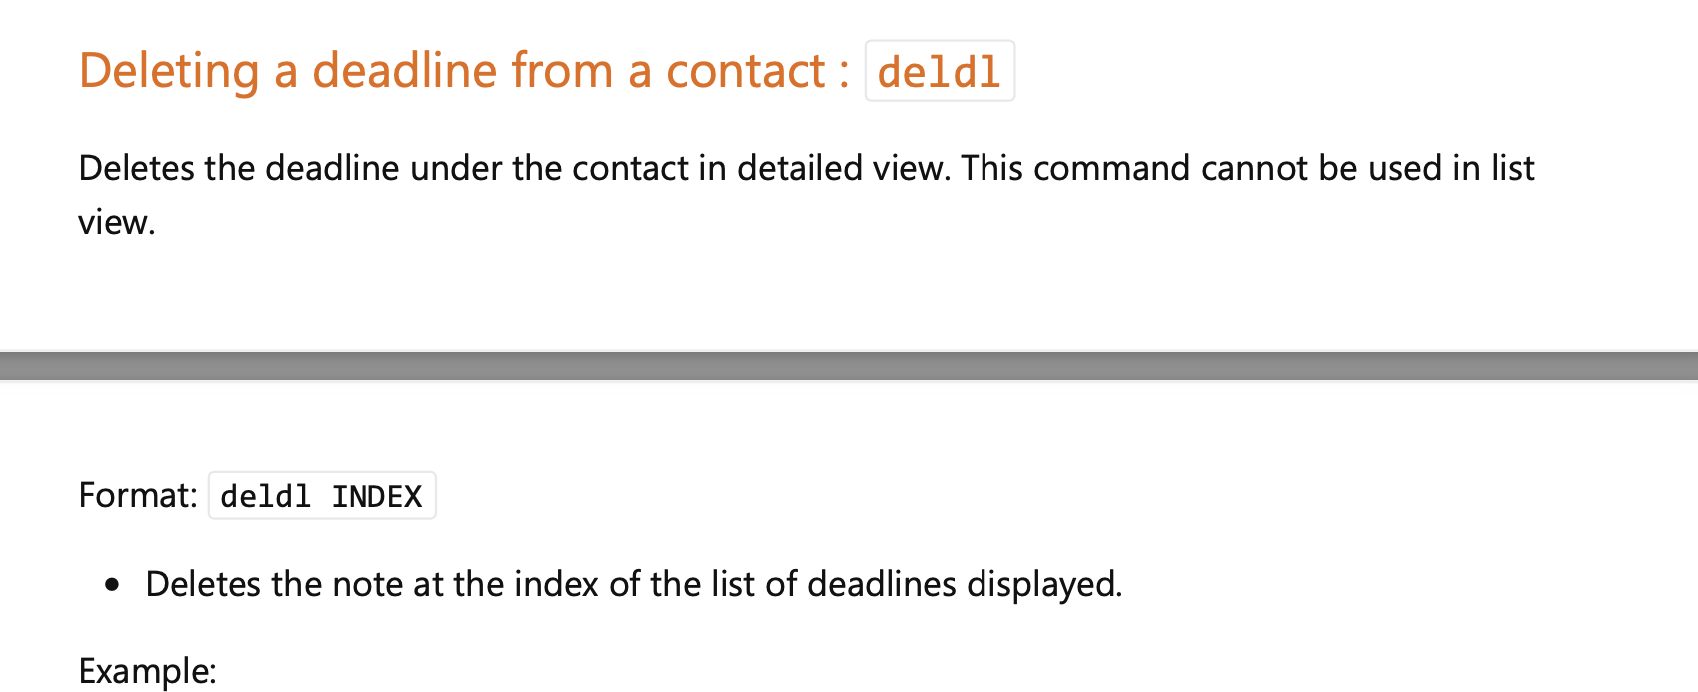 Deleting a deadline from a contact : deldl
Deletes the deadline under the contact in detailed view. This command cannot be used in list
view.
Format: deldl INDEX
• Deletes the note at the index of the list of deadlines displayed.
Example: